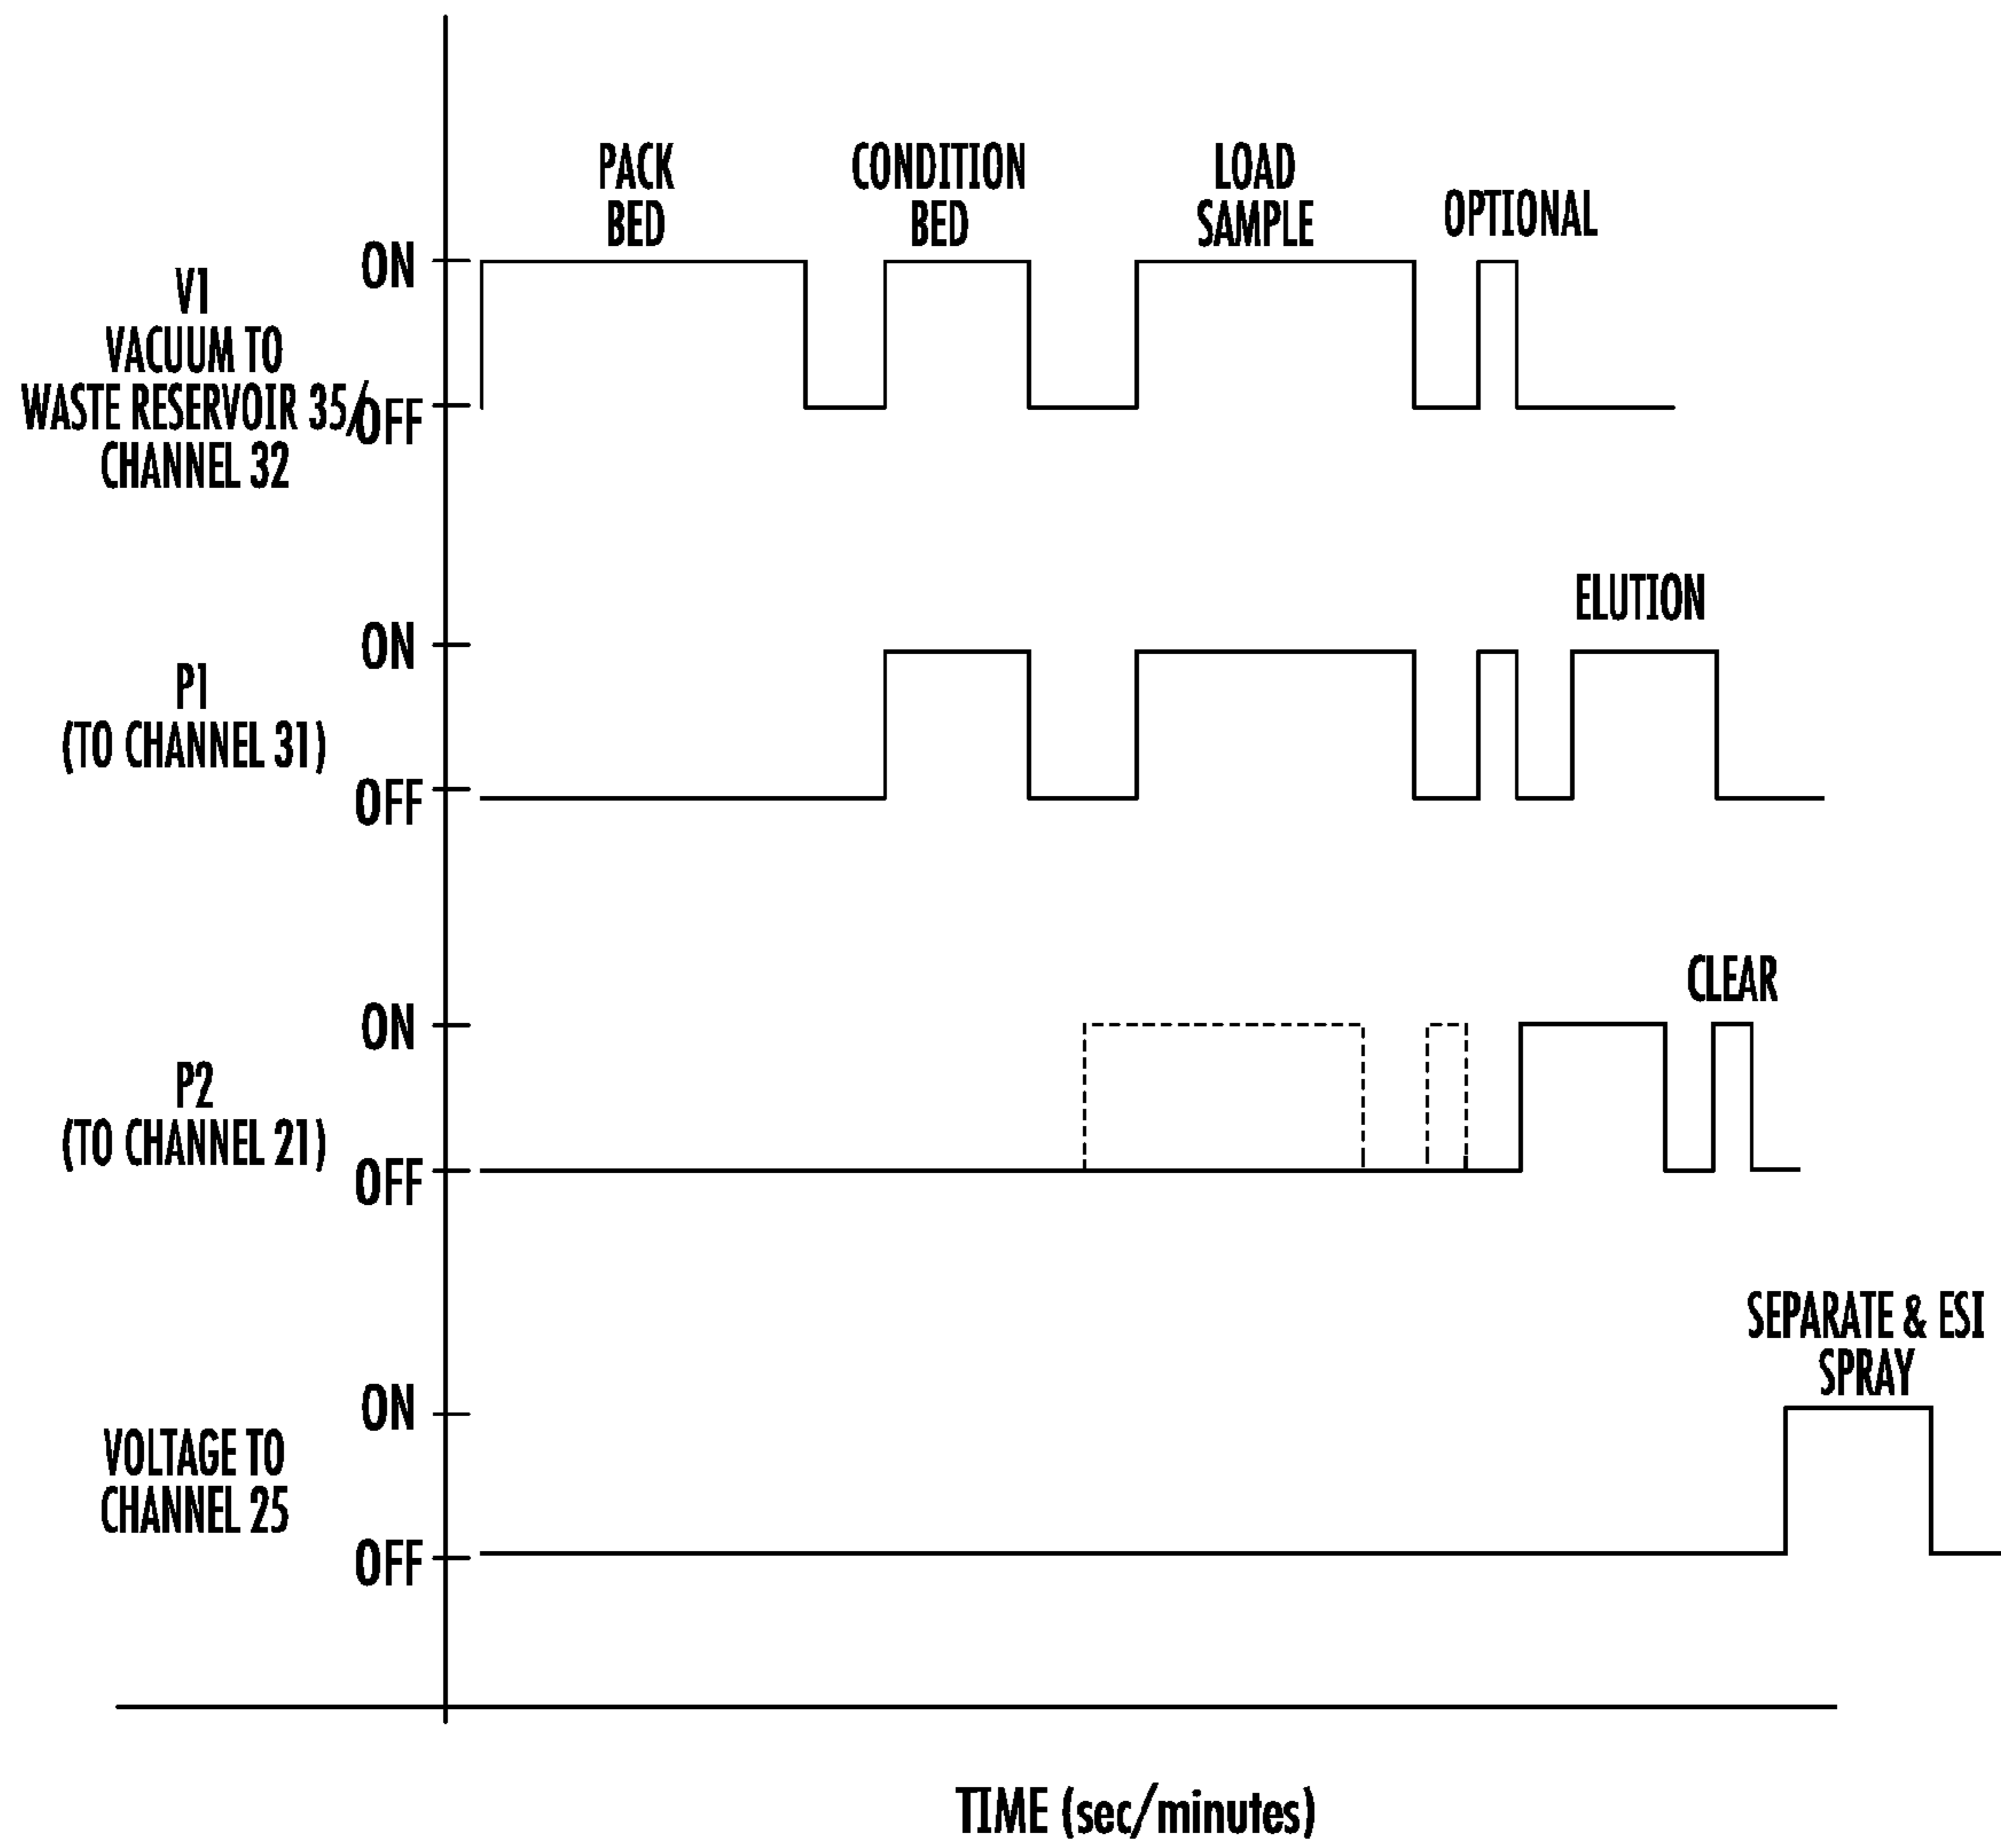 PACK
BED
CONDITION
BED
LOAD
SAMPLE
OPTIONAL
ON
OFF
V1
VACUUM TO
WASTE RESERVOIR 35/
CHANNEL 32
ELUTION
ON
OFF
P1
(TO CHANNEL 31)
CLEAR
ON
OFF
P2
(TO CHANNEL 21)
SEPARATE & ESI
SPRAY
ON
OFF
VOLTAGE TO
CHANNEL 25
TIME (sec/minutes)